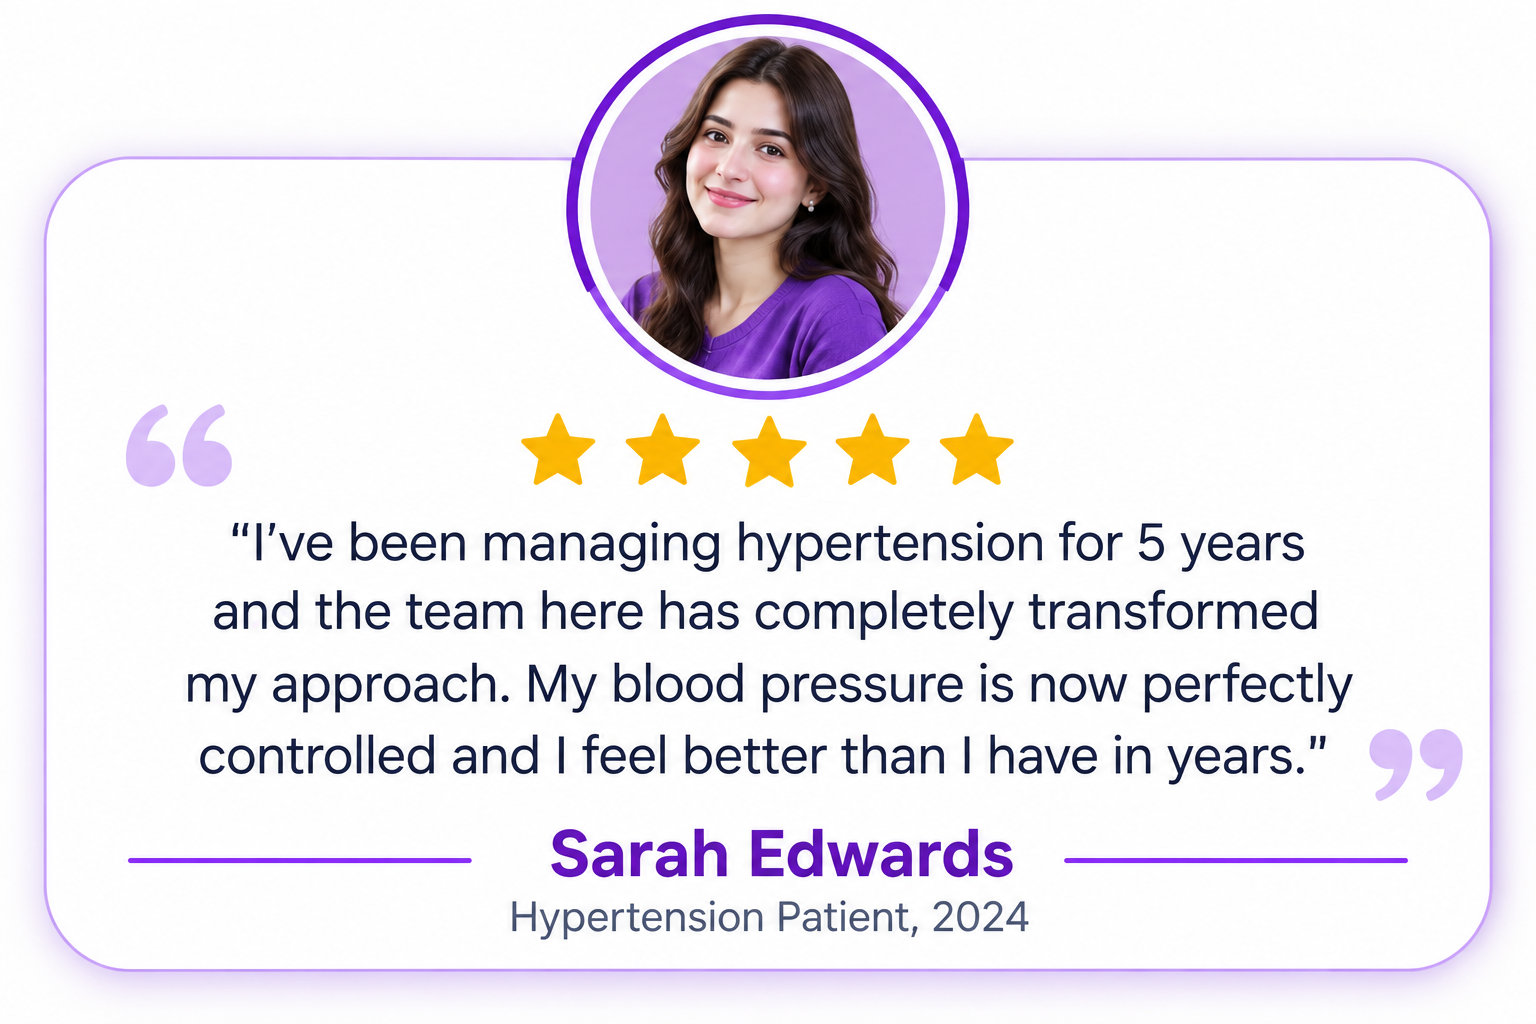 “I’ve been managing hypertension for 5 years
and the team here has completely transformed
my approach. My blood pressure is now perfectly
controlled and I feel better than I have in years.”
Sarah Edwards
Hypertension Patient, 2024